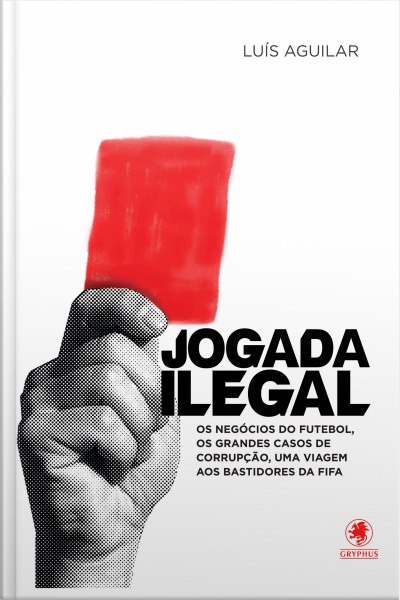 LUÍS AGUILAR
JOGADA
ILEGAL
OS NEGÓCIOS DO FUTEBOL,
OS GRANDES CASOS DE
CORRUPÇÃO, UMA VIAGEM
AOS BASTIDORES DA FIFA
GRYPHUS